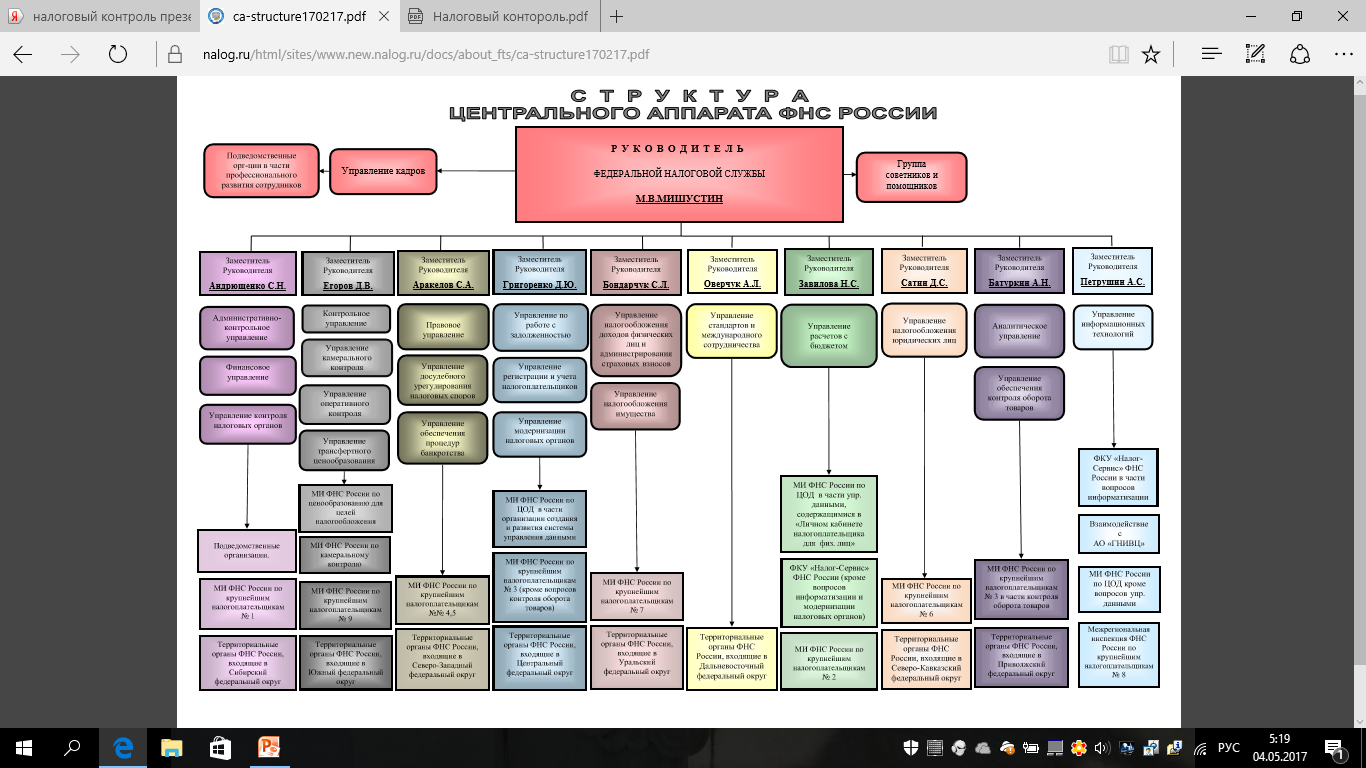 налоговый контроль презе
ca-structure170217.pdf
Налоговый контороль.pdf
nalog.ru/html/sites/www.new.nalog.ru/docs/about_fts/ca-structure170217.pdf
С Т Р У К Т У Р А
ЦЕНТРАЛЬНОГО АППАРАТА ФНС РОССИИ
Подведомственные
орг-ции в части
профессионального
развития сотрудников
Управление кадров
Р У К О В О Д И Т Е Л Ь
ФЕДЕРАЛЬНОЙ НАЛОГОВОЙ СЛУЖБЫ
М.В.МИШУСТИН
Группа
советников и
помощников
Заместитель
Руководителя
Андрющенко С.Н.
Административно-
контрольное
управление
Финансовое
управление
Управление контроля
налоговых органов
Подведомственные
организации.
МИ ФНС России по
крупнейшим
налогоплательщикам
№ 1
Территориальные
органы ФНС России,
входящие в
Сибирский
федеральный округ
Заместитель
Руководителя
Егоров Д.В.
Контрольное
управление
Управление
камерального
контроля
Управление
оперативного
контроля
Управление
трансфертного
ценообразования
МИ ФНС России по
ценообразованию для
целей
налогообложения
МИ ФНС России по
камеральному
контролю
МИ ФНС России по
крупнейшим
налогоплательщикам
№ 9
Территориальные
органы ФНС России,
входящие в
Южный федеральный
округ
Заместитель
Руководителя
Аракелов С.А.
Правовое
управление
Управление
досудебного
урегулирования
налоговых споров
Управление
обеспечения
процедур
банкротства
МИ ФНС России по
крупнейшим
налогоплательщикам
№№ 4,5
Территориальные
органы ФНС России,
входящие в
Северо-Западный
федеральный округ
Заместитель
Руководителя
Григоренко Д.Ю.
Управление по
работе с
задолженностью
Управление
регистрации и учета
налогоплательщиков
Управление
модернизации
налоговых органов
МИ ФНС России по
ЦОД в части
организации создания
и развития системы
управления данными
МИ ФНС России по
крупнейшим
налогоплательщикам
№ 3 (кроме вопросов
контроля оборота
товаров)
Территориальные
органы ФНС России,
входящие в
Центральный
федеральный округ
Заместитель
Руководителя
Бондарчук С.Л.
Управление
налогообложения
доходов физических
лиц и
администрирования
страховых взносов
Управление
налогообложения
имущества
МИ ФНС России по
крупнейшим
налогоплательщикам
№ 7
Территориальные
органы ФНС России,
входящие в
Уральский
федеральный округ
Заместитель
Руководителя
Оверчук А.Л.
Управление
стандартов и
международного
сотрудничества
Территориальные
органы ФНС
России, входящие в
Дальневосточный
федеральный округ
Заместитель
Руководителя
Завилова Н.С.
Управление
расчетов с
бюджетом
МИ ФНС России по
ЦОД в части упр.
данными,
содержащимися в
«Личном кабинете
налогоплательщика
для физ. лиц»
ФКУ «Налог-Сервис»
ФНС России (кроме
вопросов
информатизации и
модернизации
налоговых органов)
МИ ФНС России по
крупнейшим
налогоплательщикам
№ 2
Заместитель
Руководителя
Сатин Д.С.
Управление
налогообложения
юридических лиц
МИ ФНС России по
крупнейшим
налогоплательщикам
№ 6
Территориальные
органы ФНС
России, входящие в
Северо-Кавказский
федеральный округ
Заместитель
Руководителя
Батуркин А.Н.
Аналитическое
управление
Управление
обеспечения
контроля оборота
товаров
МИ ФНС России по
крупнейшим
налогоплательщикам
№ 3 в части контроля
оборота товаров
Территориальные
органы ФНС России,
входящие в
Приволжский
федеральный округ
Заместитель
Руководителя
Петрушин А.С.
Управление
информационных
технологий
ФКУ «Налог-
Сервис» ФНС
России в части
вопросов
информатизации
Взаимодействие
с
АО «ГНИВЦ»
МИ ФНС России
по ЦОД кроме
вопросов упр.
данными
Межрегиональная
инспекция ФНС
России по
крупнейшим
налогоплательщикам
№ 8
РУС
5:19
04.05.2017
1